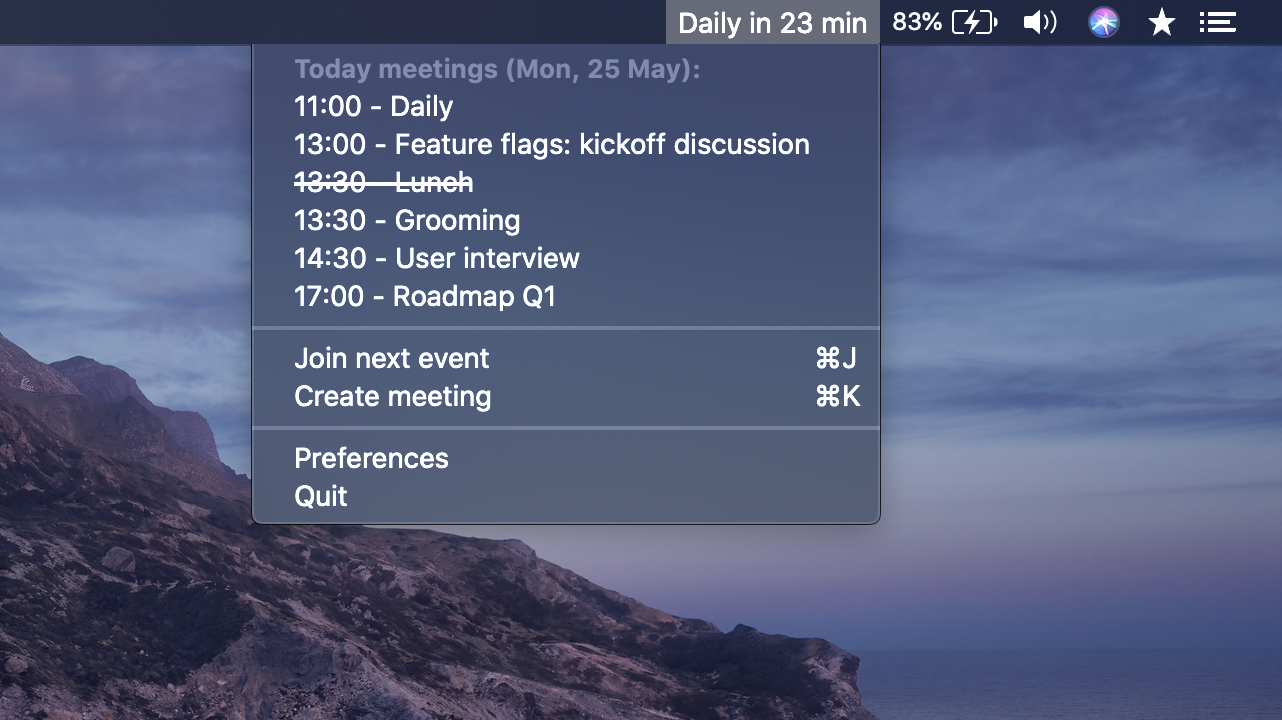 Daily in 23 min 83%
Today meetings (Mon, 25 May):
11:00 - Daily
13:00 - Feature flags: kickoff discussion
13:30 - Lunch
13:30 - Grooming
14:30 - User interview
17:00 - Roadmap Q1
Join next event ⌘J
Create meeting ⌘K
Preferences
Quit